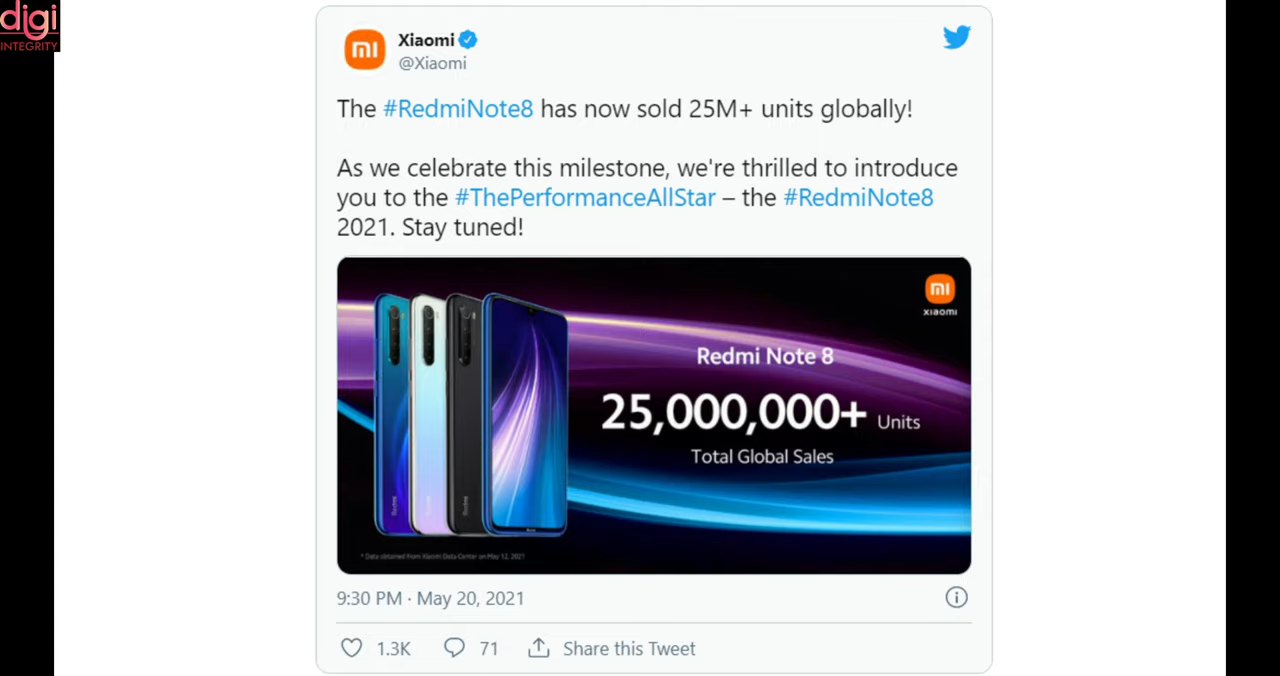 digi
INTEGRITY
Xiaomi
@Xiaomi
The #RedmiNote8 has now sold 25M+ units globally!
As we celebrate this milestone, we're thrilled to introduce
you to the #ThePerformanceAllStar – the #RedmiNote8
2021. Stay tuned!
xiaomi
Redmi Note 8
25,000,000+ Units
Total Global Sales
Redmi
Redmi
Redmi
* Data obtained from Xiaomi Data Center on May 12, 2021
9:30 PM · May 20, 2021
1.3K 71 Share this Tweet